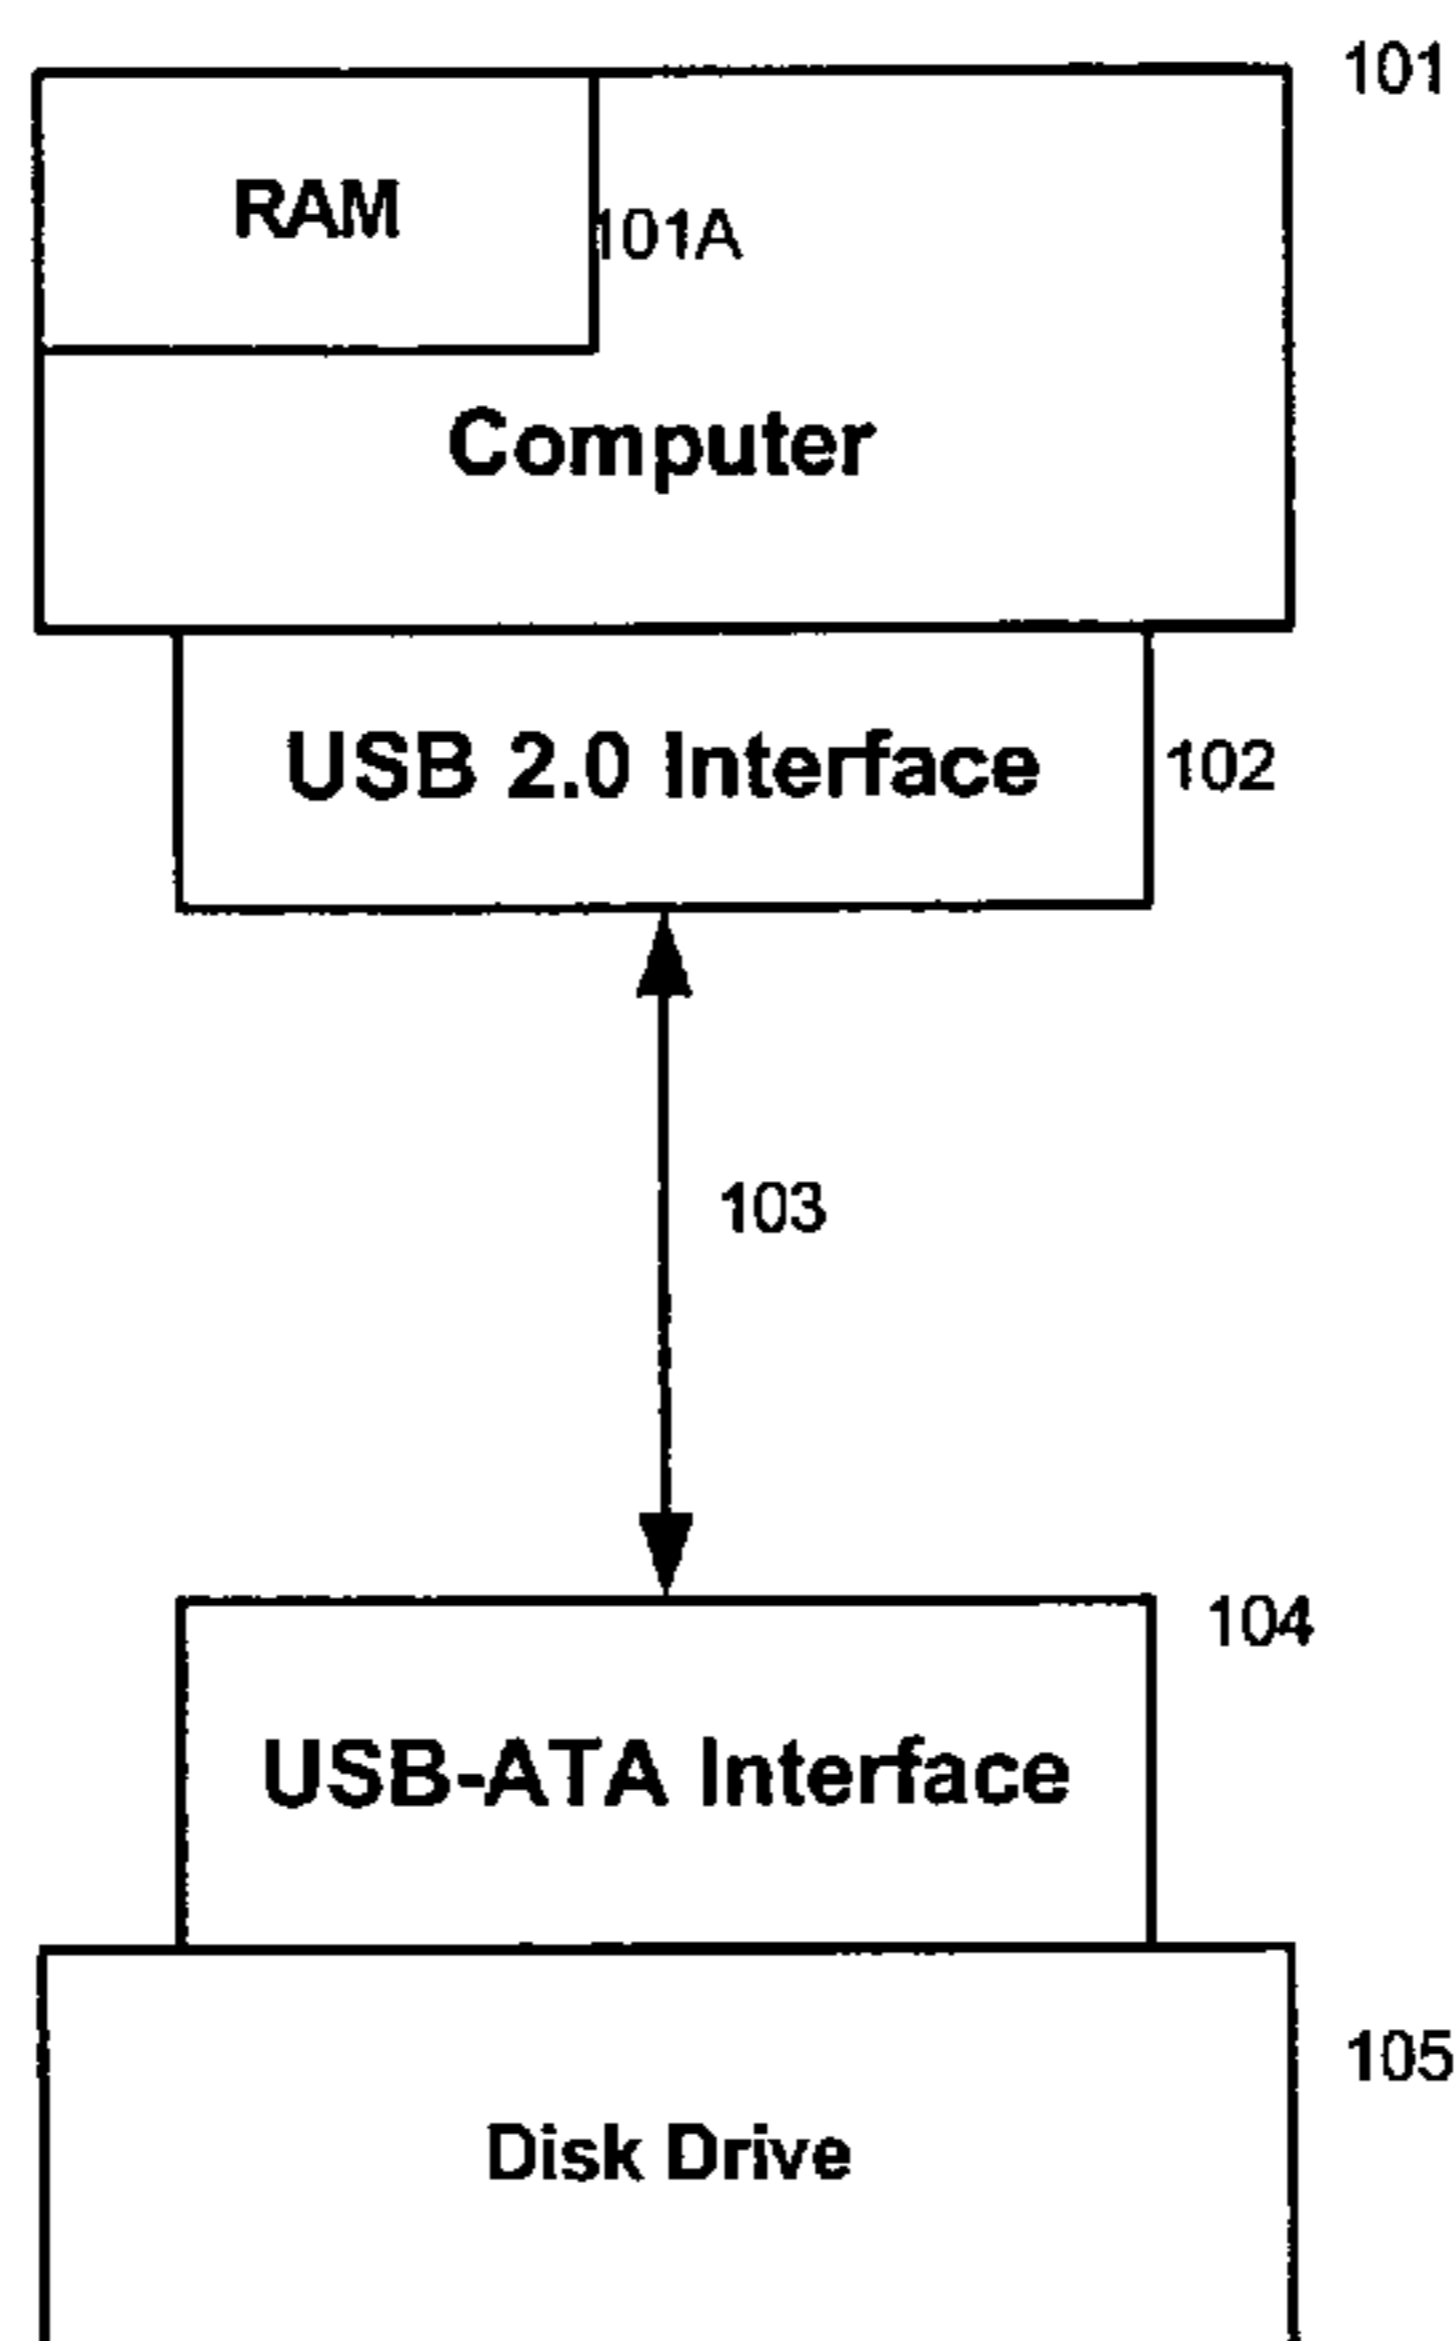 101
RAM
101A
Computer
USB 2.0 Interface
102
103
104
USB-ATA Interface
105
Disk Drive